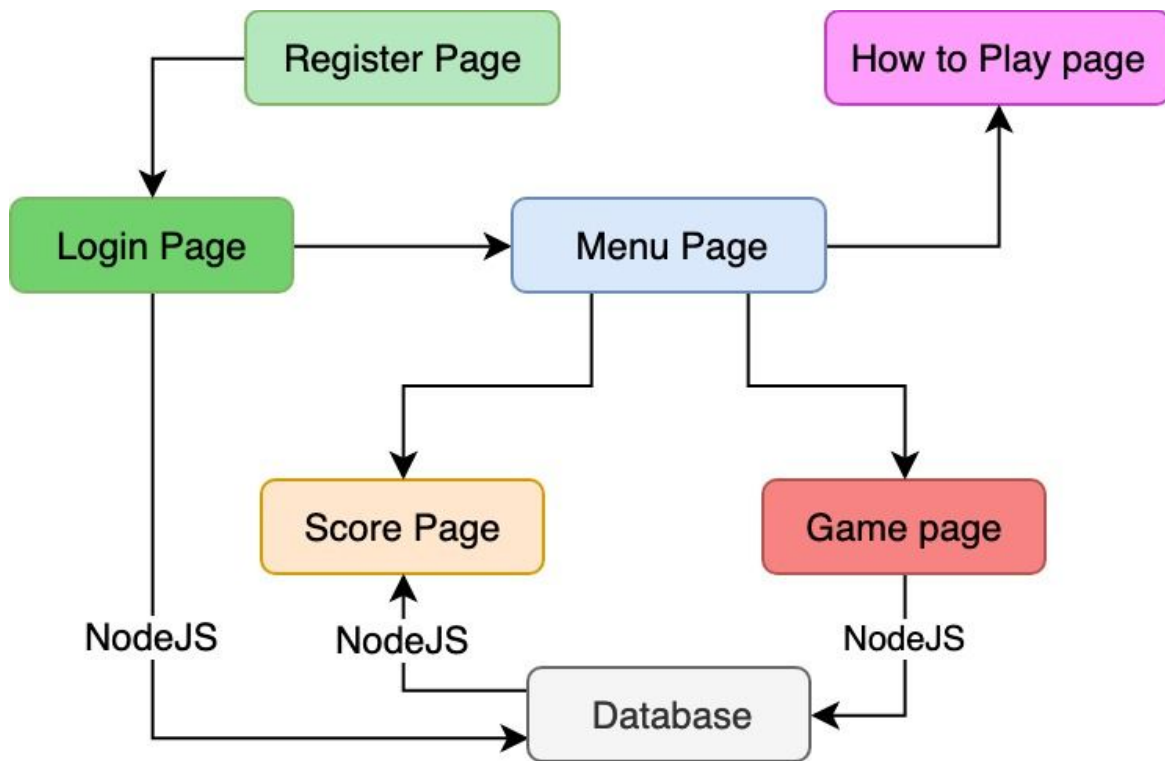 Register Page
How to Play page
Login Page
Menu Page
Score Page
Game page
NodeJS
NodeJS
NodeJS
Database